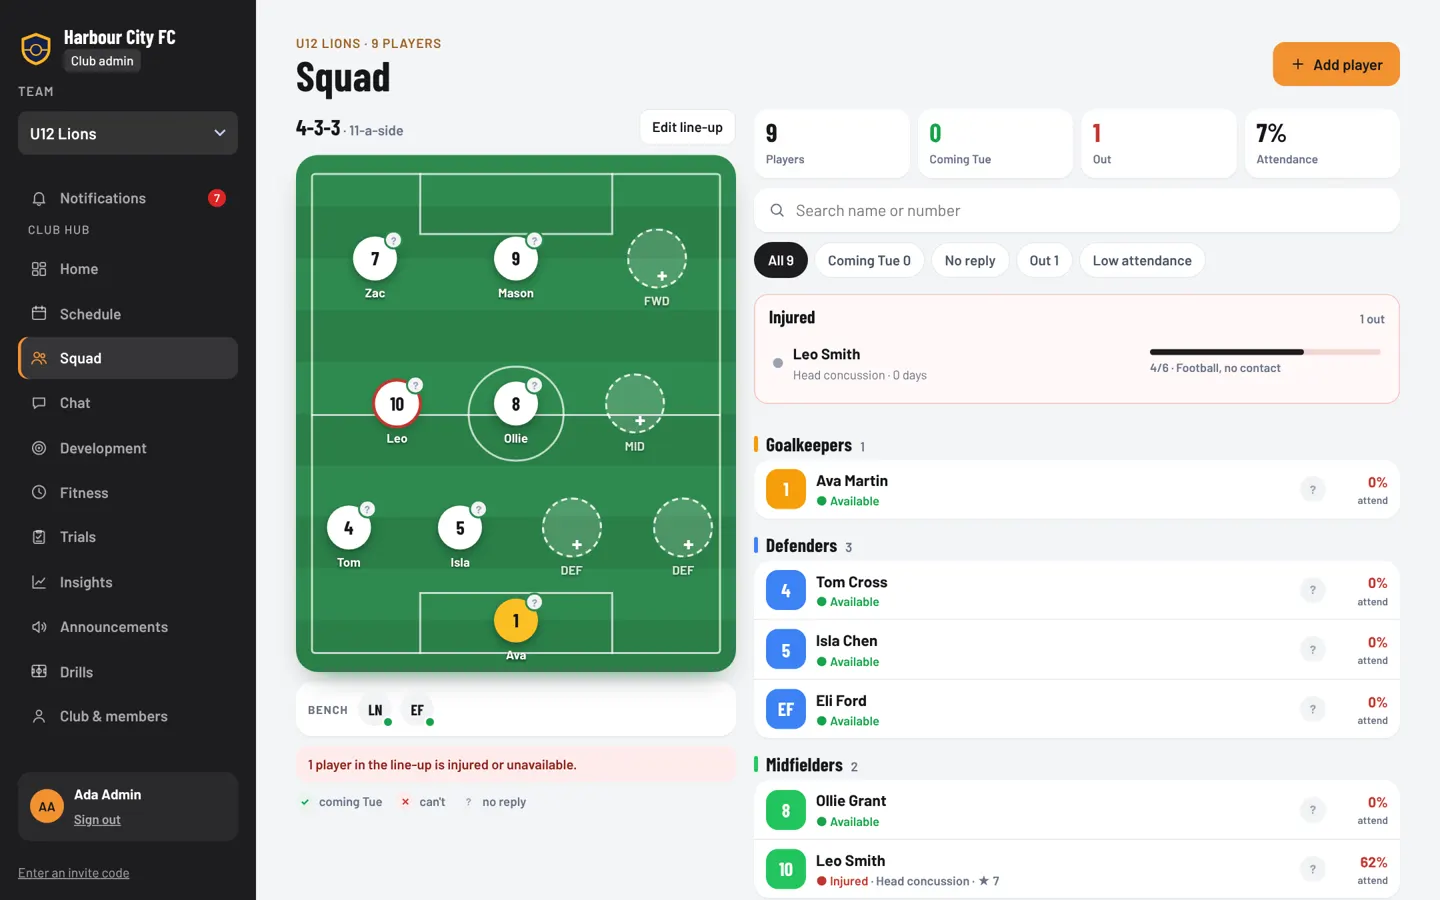 Harbour City FC
Club admin
TEAM
U12 Lions
Notifications
7
CLUB HUB
Home
Schedule
Squad
Chat
Development
Fitness
Trials
Insights
Announcements
Drills
Club & members
AA
Ada Admin
Sign out
Enter an invite code
U12 LIONS · 9 PLAYERS
Squad
+ Add player
4-3-3 · 11-a-side
Edit line-up
7
?
Zac
9
?
Mason
+
FWD
10
?
Leo
8
?
Ollie
+
MID
4
?
Tom
5
?
Isla
+
DEF
+
DEF
1
?
Ava
BENCH
LN
EF
1 player in the line-up is injured or unavailable.
✓ coming Tue
✕ can't
? no reply
9
Players
0
Coming Tue
1
Out
7%
Attendance
Search name or number
All 9
Coming Tue 0
No reply
Out 1
Low attendance
Injured
1 out
Leo Smith
Head concussion · 0 days
4/6 · Football, no contact
Goalkeepers 1
1
Ava Martin
Available
?
0%
attend
Defenders 3
4
Tom Cross
Available
?
0%
attend
5
Isla Chen
Available
?
0%
attend
EF
Eli Ford
Available
?
0%
attend
Midfielders 2
8
Ollie Grant
Available
?
0%
attend
10
Leo Smith
Injured · Head concussion · ★ 7
?
62%
attend